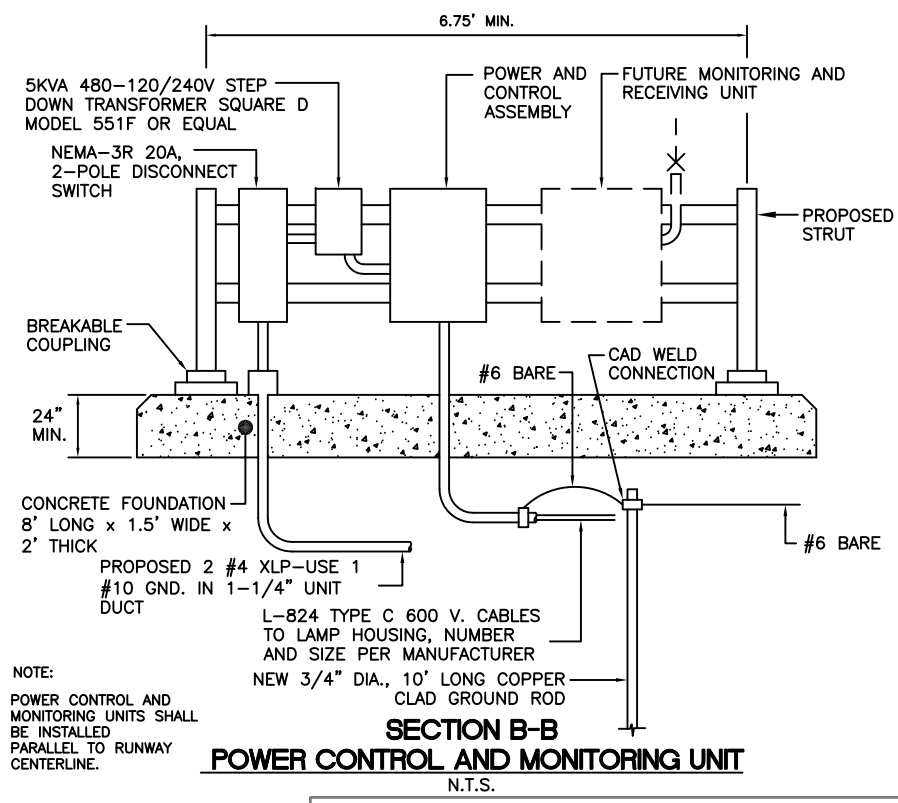 6.75' MIN.
5KVA 480-120/240V STEP
DOWN TRANSFORMER SQUARE D
MODEL 551F OR EQUAL
POWER AND
CONTROL
ASSEMBLY
FUTURE MONITORING AND
RECEIVING UNIT
NEMA-3R 20A,
2-POLE DISCONNECT
SWITCH
PROPOSED
STRUT
BREAKABLE
COUPLING
#6 BARE
CAD WELD
CONNECTION
24"
MIN.
CONCRETE FOUNDATION
8' LONG x 1.5' WIDE x
2' THICK
#6 BARE
PROPOSED 2 #4 XLP-USE 1
#10 GND. IN 1-1/4" UNIT
DUCT
L-824 TYPE C 600 V. CABLES
TO LAMP HOUSING, NUMBER
AND SIZE PER MANUFACTURER
NEW 3/4" DIA., 10' LONG COPPER
CLAD GROUND ROD
NOTE:
POWER CONTROL AND
MONITORING UNITS SHALL
BE INSTALLED
PARALLEL TO RUNWAY
CENTERLINE.
SECTION B-B
POWER CONTROL AND MONITORING UNIT
N.T.S.